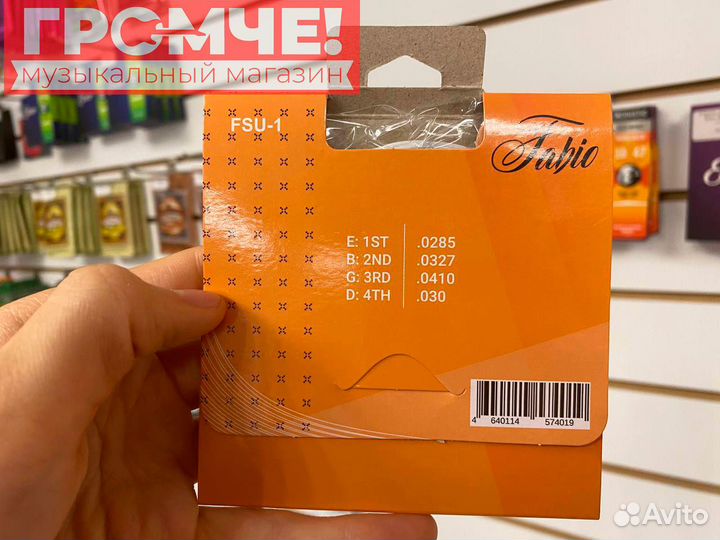 ГРОМЧЕ!
музыкальный магазин
FSU-1
Fabio
E: 1ST .0285
B: 2ND .0327
G: 3RD .0410
D: 4TH .030
4 640114 574019
Avito